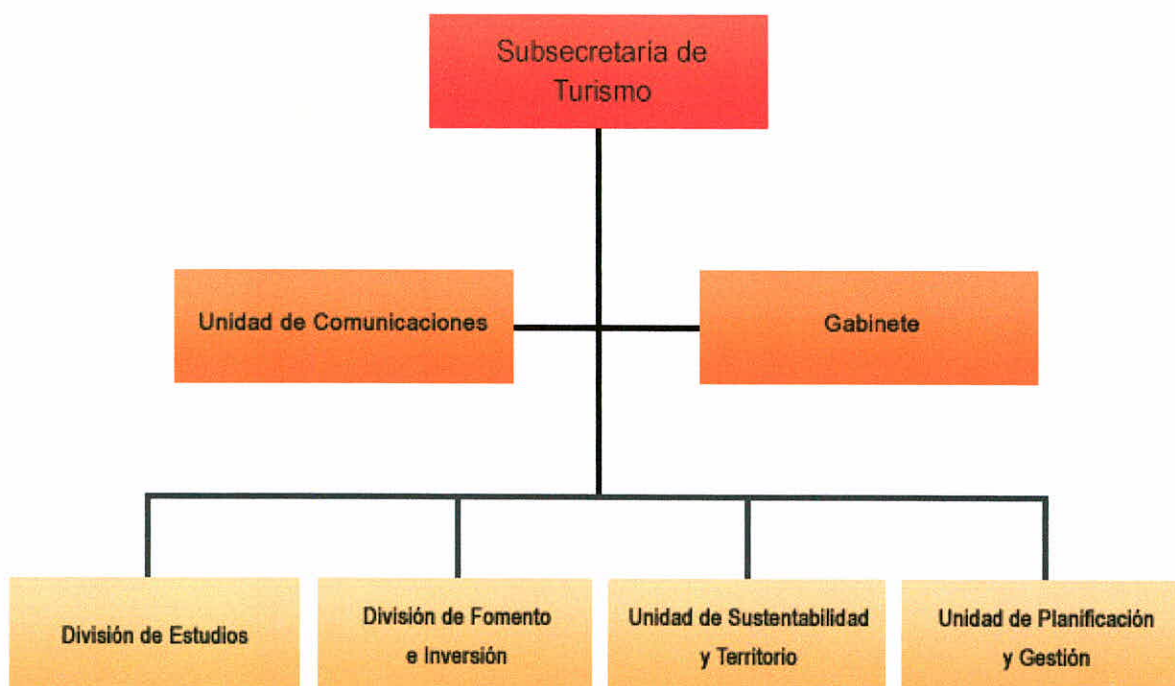 Subsecretaría de
Turismo
Unidad de Comunicaciones
Gabinete
División de Estudios
División de Fomento
e Inversión
Unidad de Sustentabilidad
y Territorio
Unidad de Planificación
y Gestión